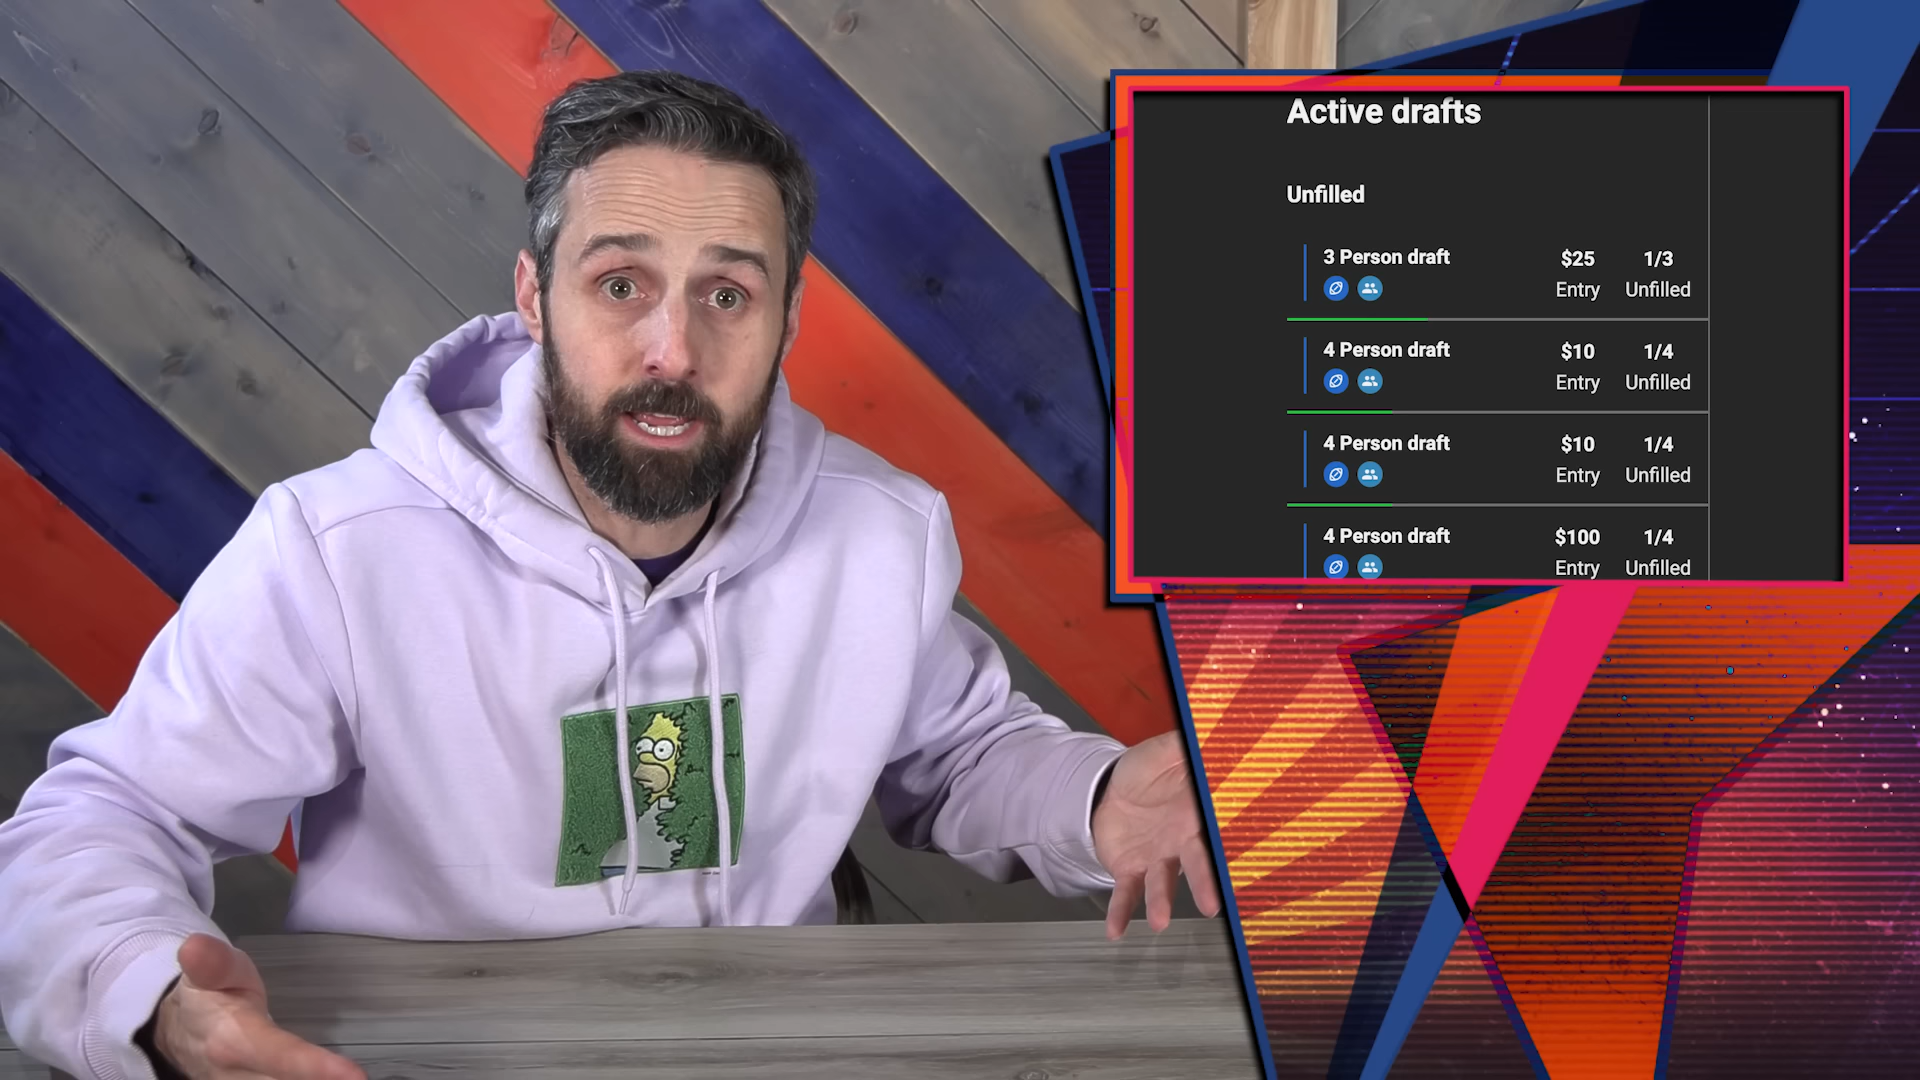 Active drafts
Unfilled
3 Person draft $25 1/3
Entry Unfilled
4 Person draft $10 1/4
Entry Unfilled
4 Person draft $10 1/4
Entry Unfilled
4 Person draft $100 1/4
Entry Unfilled